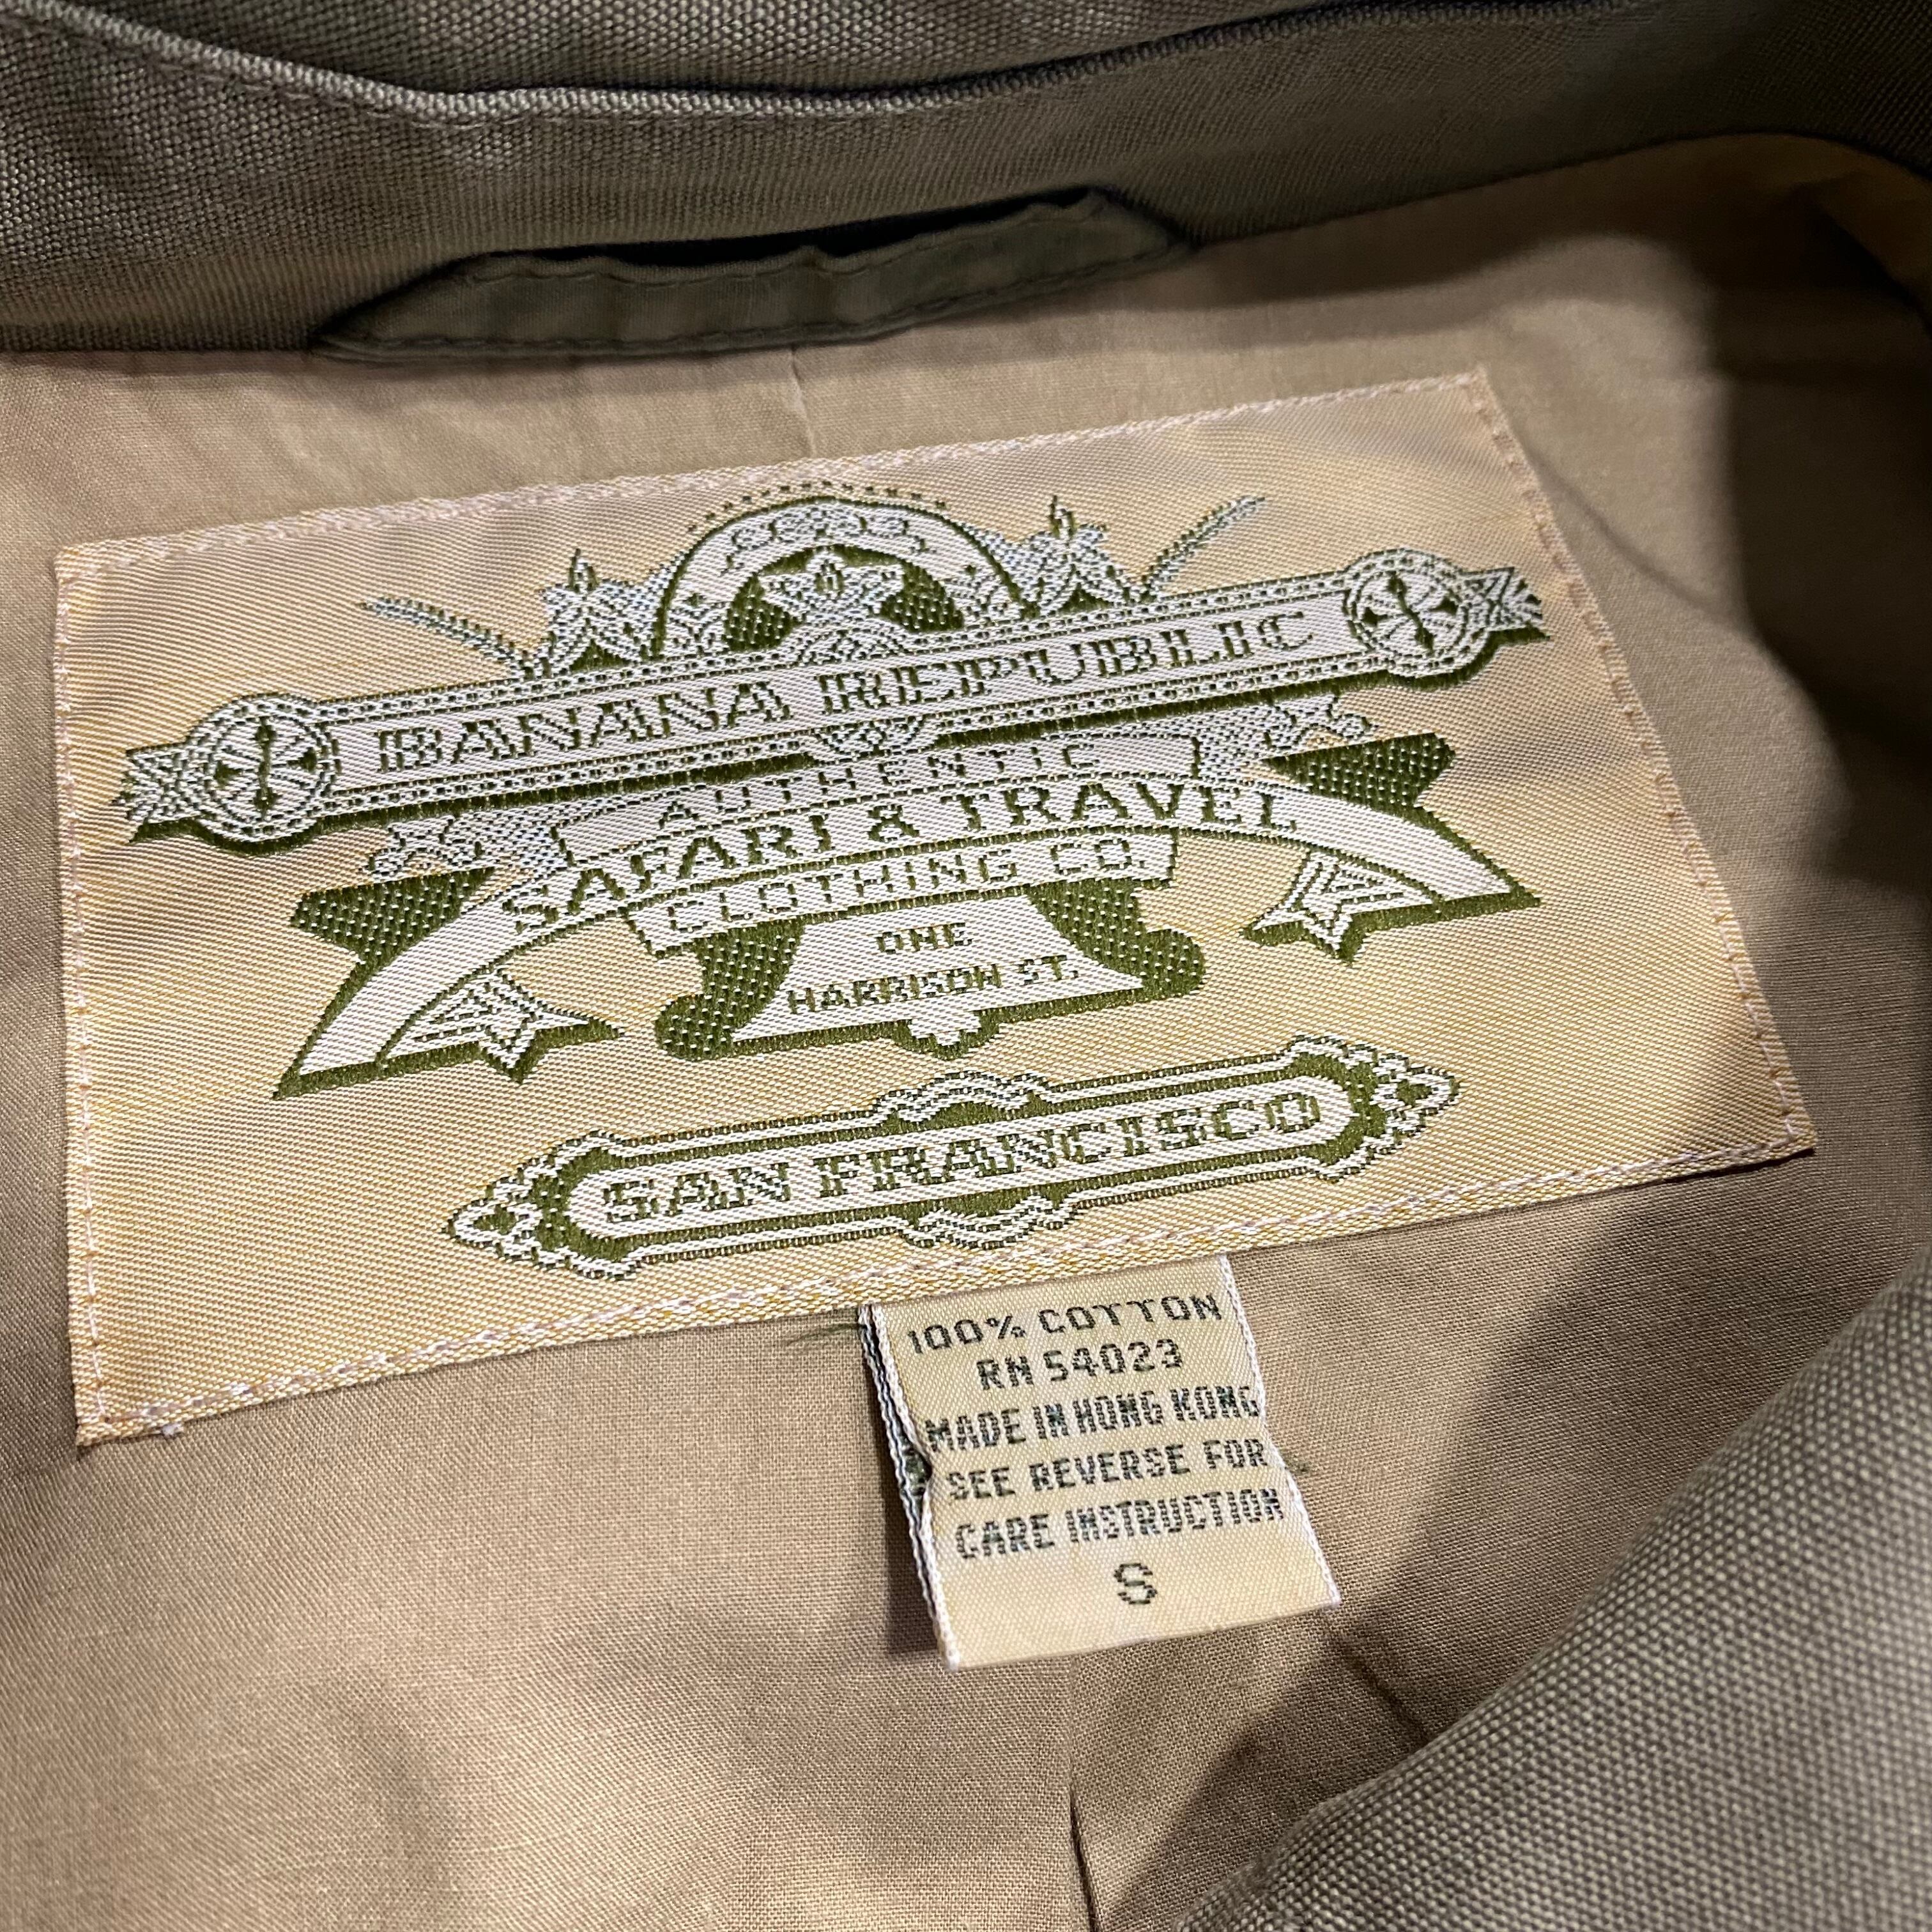 BANANA REPUBLIC
AUTHENTIC
SAFARI & TRAVEL
CLOTHING CO.
ONE
HARRISON ST.
SAN FRANCISCO
100% COTTON
RN 54023
MADE IN HONG KONG
SEE REVERSE FOR
CARE INSTRUCTION
S